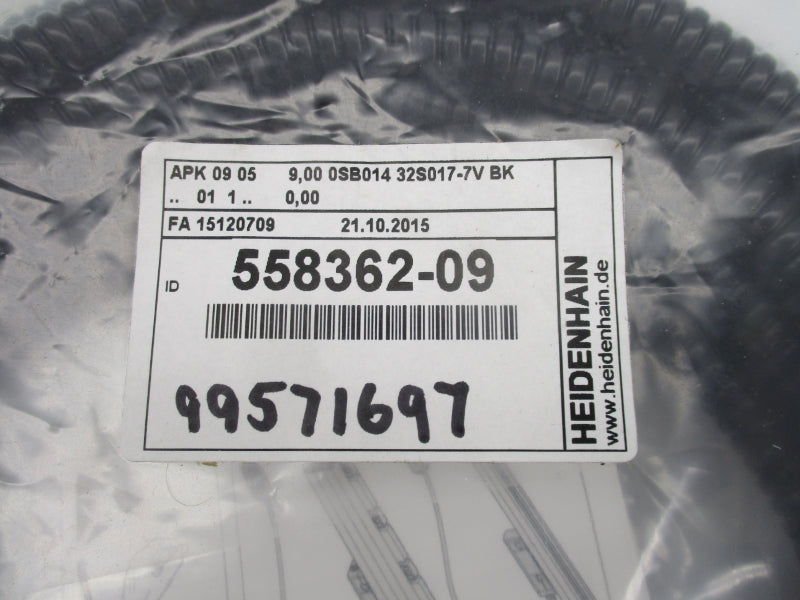 APK 09 05 9,00 0SB014 32S017-7V BK
.. 01 1 .. 0,00
FA 15120709 21.10.2015
ID 558362-09
99571697
HEIDENHAIN
www.heidenhain.de